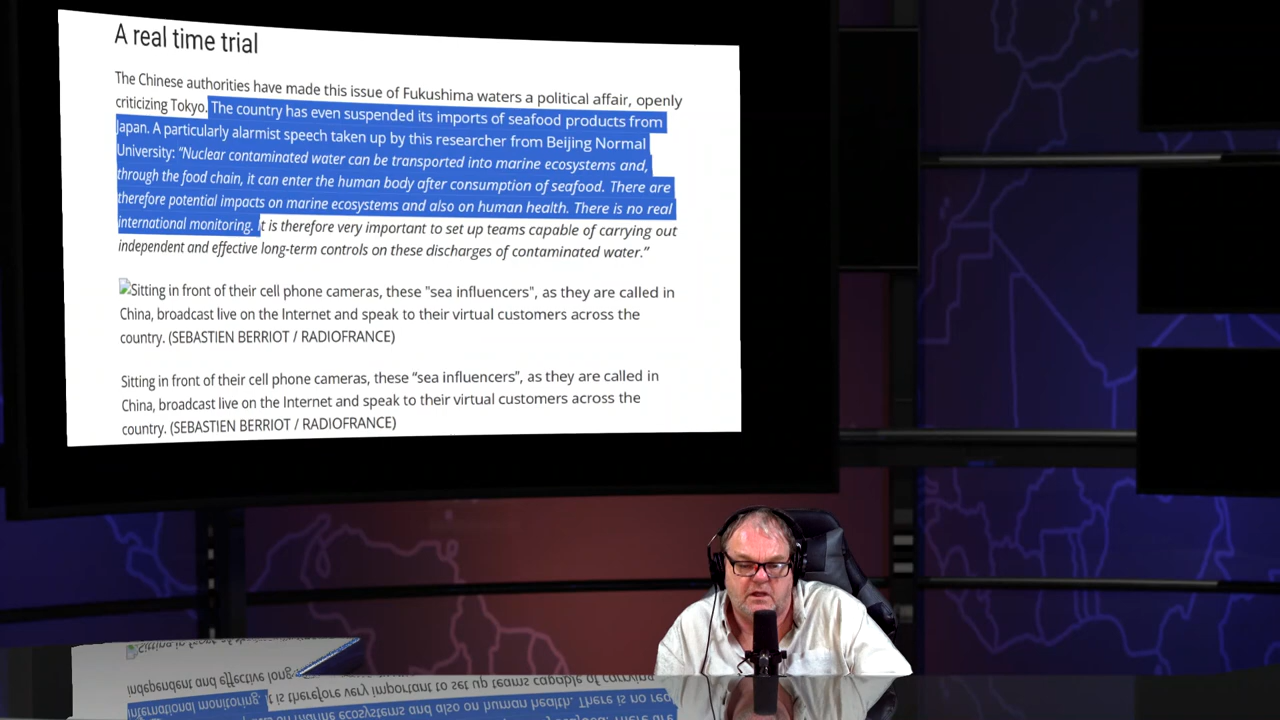 A real time trial
The Chinese authorities have made this issue of Fukushima waters a political affair, openly
criticizing Tokyo. The country has even suspended its imports of seafood products from
Japan. A particularly alarmist speech taken up by this researcher from Beijing Normal
University: “Nuclear contaminated water can be transported into marine ecosystems and,
through the food chain, it can enter the human body after consumption of seafood. There are
therefore potential impacts on marine ecosystems and also on human health. There is no real
international monitoring. It is therefore very important to set up teams capable of carrying out
independent and effective long-term controls on these discharges of contaminated water.”
Sitting in front of their cell phone cameras, these "sea influencers", as they are called in
China, broadcast live on the Internet and speak to their virtual customers across the
country. (SEBASTIEN BERRIOT / RADIOFRANCE)
Sitting in front of their cell phone cameras, these “sea influencers”, as they are called in
China, broadcast live on the Internet and speak to their virtual customers across the
country. (SEBASTIEN BERRIOT / RADIOFRANCE)